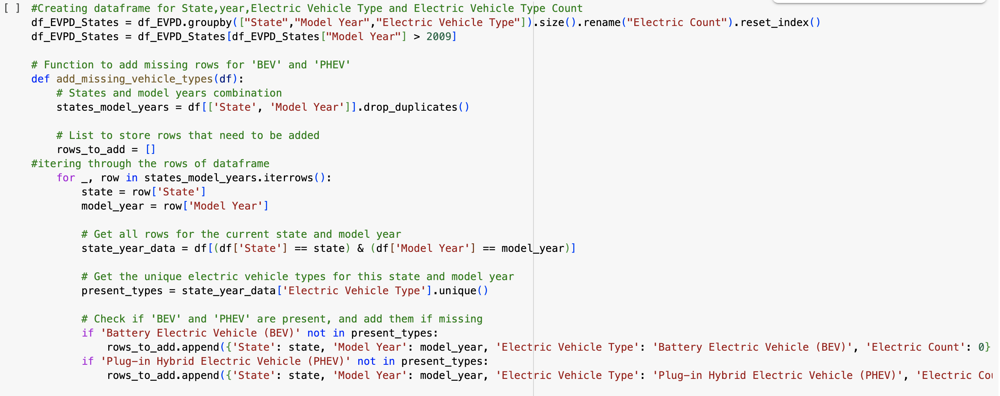 [ ] #Creating dataframe for State,year,Electric Vehicle Type and Electric Vehicle Type Count
df_EVPD_States = df_EVPD.groupby(["State","Model Year","Electric Vehicle Type"]).size().rename("Electric Count").reset_index()
df_EVPD_States = df_EVPD_States[df_EVPD_States["Model Year"] > 2009]

# Function to add missing rows for 'BEV' and 'PHEV'
def add_missing_vehicle_types(df):
    # States and model years combination
    states_model_years = df[['State', 'Model Year']].drop_duplicates()

    # List to store rows that need to be added
    rows_to_add = []
#itering through the rows of dataframe
    for _, row in states_model_years.iterrows():
        state = row['State']
        model_year = row['Model Year']

        # Get all rows for the current state and model year
        state_year_data = df[(df['State'] == state) & (df['Model Year'] == model_year)]

        # Get the unique electric vehicle types for this state and model year
        present_types = state_year_data['Electric Vehicle Type'].unique()

        # Check if 'BEV' and 'PHEV' are present, and add them if missing
        if 'Battery Electric Vehicle (BEV)' not in present_types:
            rows_to_add.append({'State': state, 'Model Year': model_year, 'Electric Vehicle Type': 'Battery Electric Vehicle (BEV)', 'Electric Count': 0}
        if 'Plug-in Hybrid Electric Vehicle (PHEV)' not in present_types:
            rows_to_add.append({'State': state, 'Model Year': model_year, 'Electric Vehicle Type': 'Plug-in Hybrid Electric Vehicle (PHEV)', 'Electric